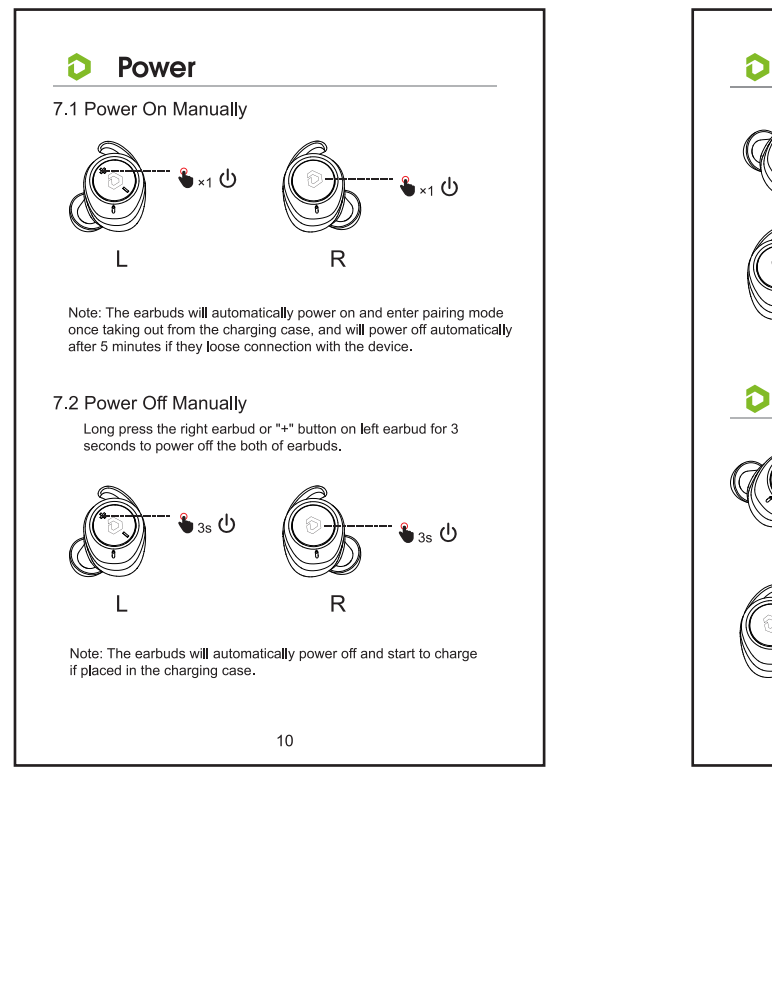 Power
7.1 Power On Manually
×1
×1
L
R
Note: The earbuds will automatically power on and enter pairing mode
once taking out from the charging case, and will power off automatically
after 5 minutes if they loose connection with the device.
7.2 Power Off Manually
Long press the right earbud or "+" button on left earbud for 3
seconds to power off the both of earbuds.
3s
3s
L
R
Note: The earbuds will automatically power off and start to charge
if placed in the charging case.
10